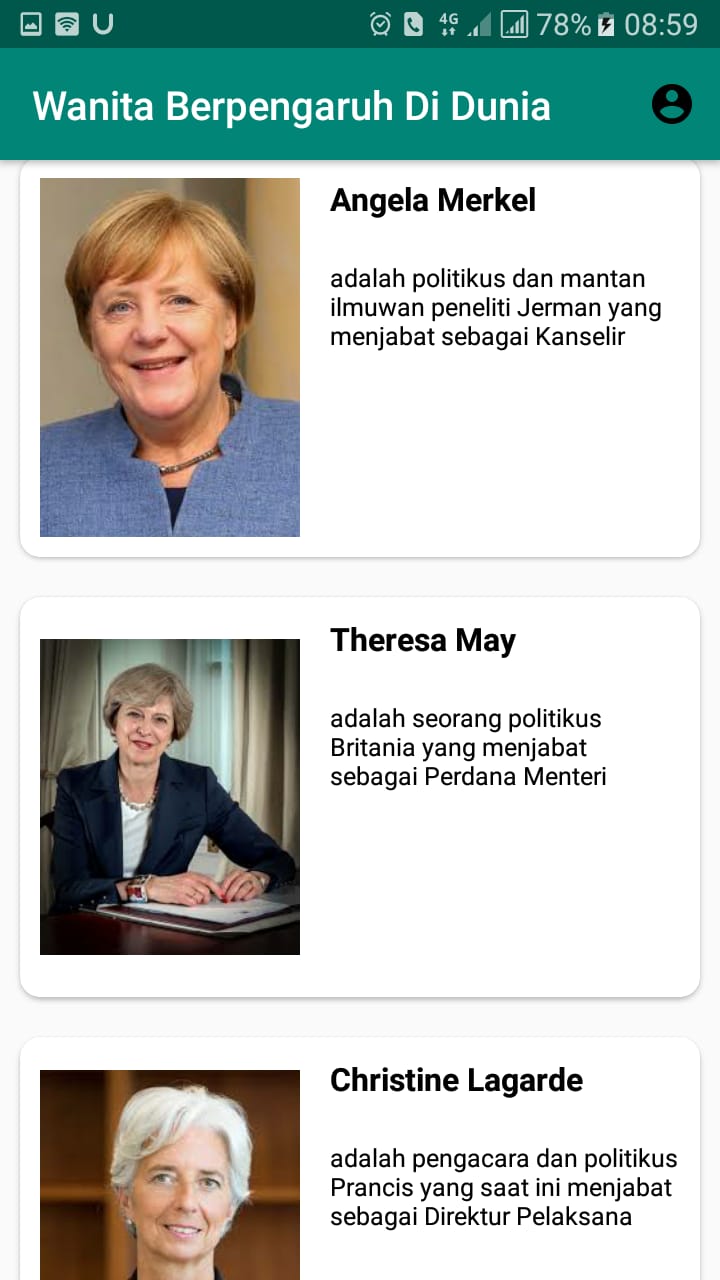 4G 78% 08:59
Wanita Berpengaruh Di Dunia
Angela Merkel
adalah politikus dan mantan
ilmuwan peneliti Jerman yang
menjabat sebagai Kanselir
Theresa May
adalah seorang politikus
Britania yang menjabat
sebagai Perdana Menteri
Christine Lagarde
adalah pengacara dan politikus
Prancis yang saat ini menjabat
sebagai Direktur Pelaksana